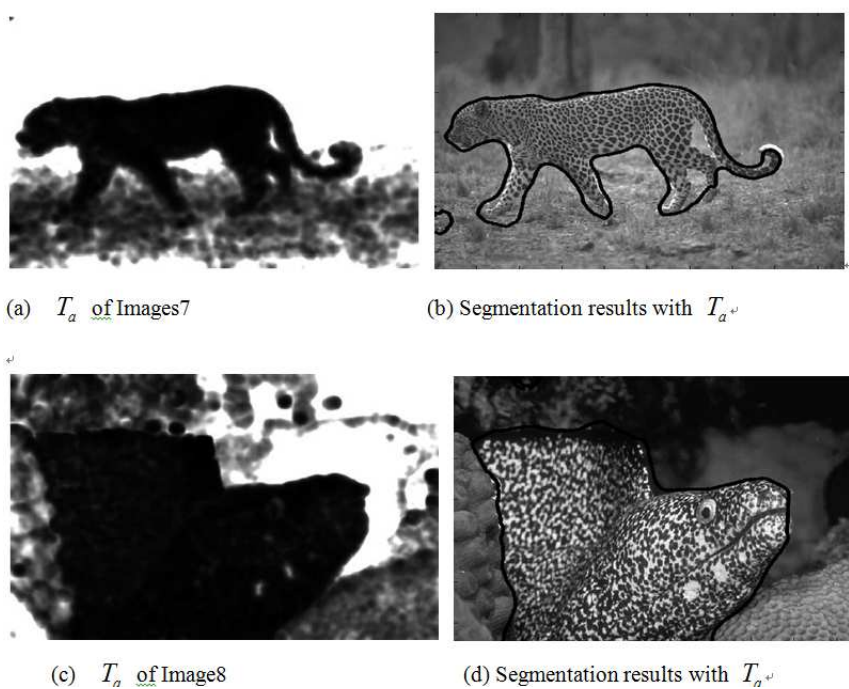 (a) Ta of Images7
(b) Segmentation results with Ta
(c) Ta of Image8
(d) Segmentation results with Ta